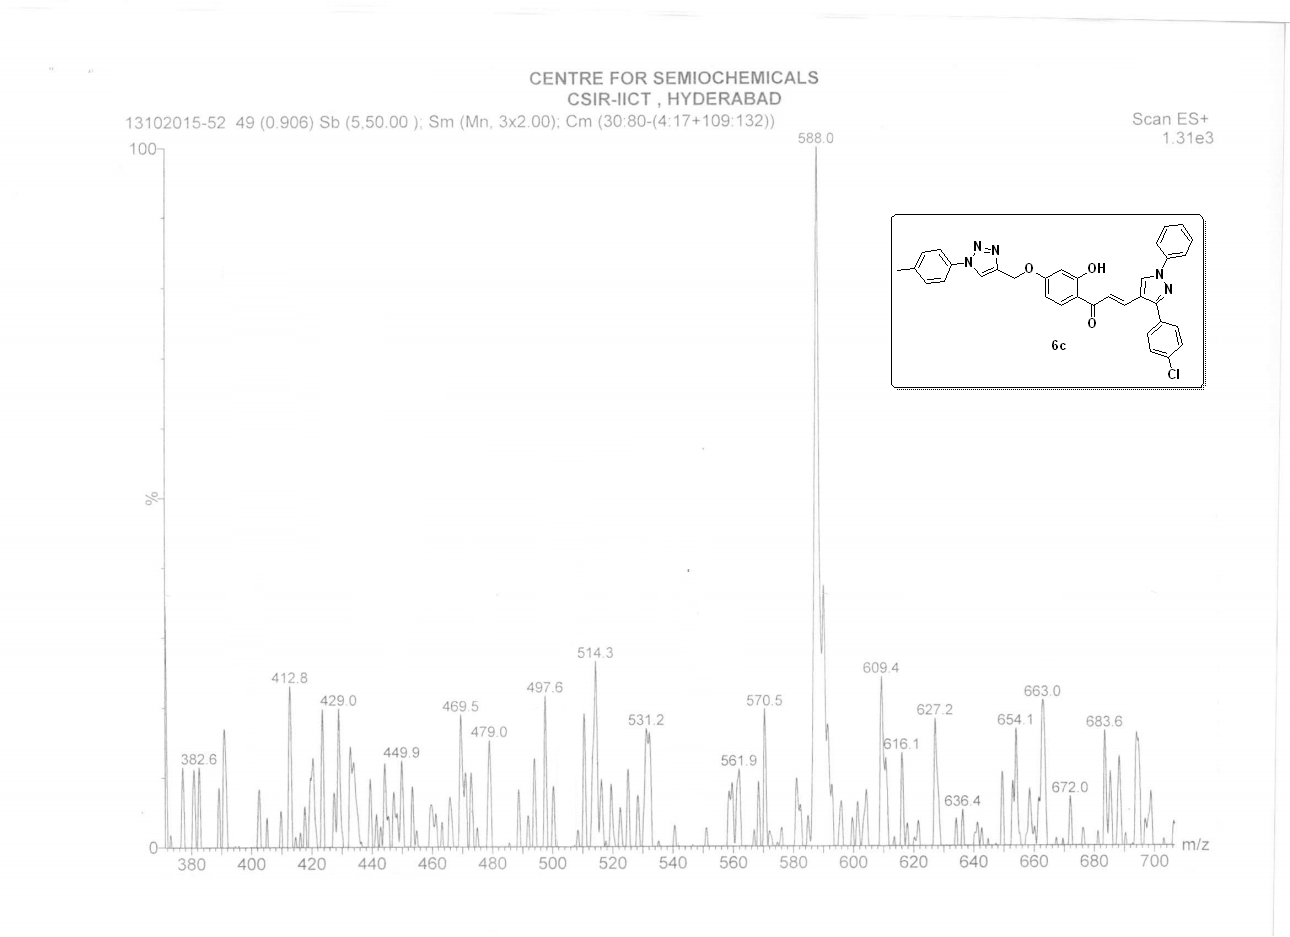 CENTRE FOR SEMIOCHEMICALS
CSIR-IICT , HYDERABAD
13102015-52 49 (0.906) Sb (5,50.00 ); Sm (Mn, 3x2.00); Cm (30:80-(4:17+109:132))
Scan ES+
1.31e3
100
588.0
N
N
N
N
O
OH
N
N
O
6c
Cl
%
514.3
609.4
412.8
497.6
663.0
429.0
570.5
627.2
469.5
531.2
654.1
683.6
479.0
616.1
382.6
449.9
561.9
672.0
636.4
0
m/z
380 400 420 440 460 480 500 520 540 560 580 600 620 640 660 680 700